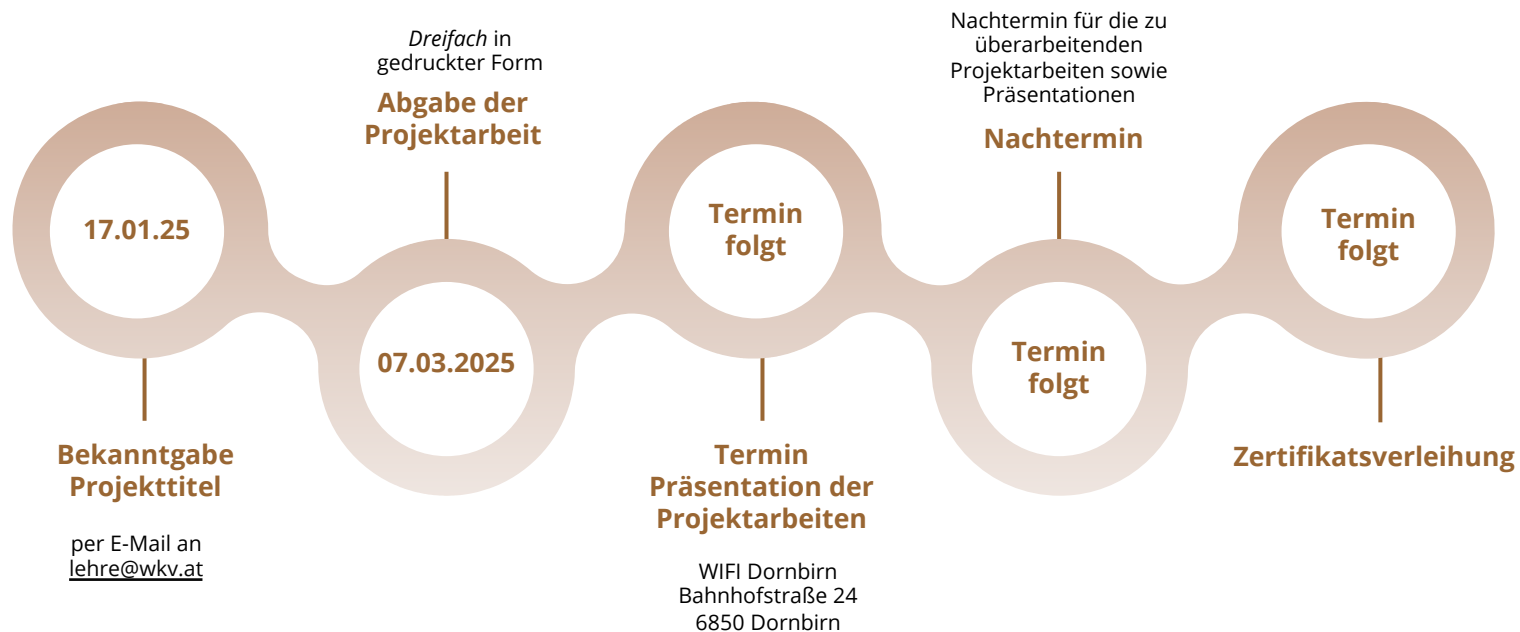 17.01.25
Bekanntgabe
Projekttitel
per E-Mail an
lehre@wkv.at
Dreifach in
gedruckter Form
Abgabe der
Projektarbeit
07.03.2025
Termin
folgt
Termin
Präsentation der
Projektarbeiten
WIFI Dornbirn
Bahnhofstraße 24
6850 Dornbirn
Nachtermin für die zu
überarbeitenden
Projektarbeiten sowie
Präsentationen
Nachtermin
Termin
folgt
Termin
folgt
Zertifikatsverleihung